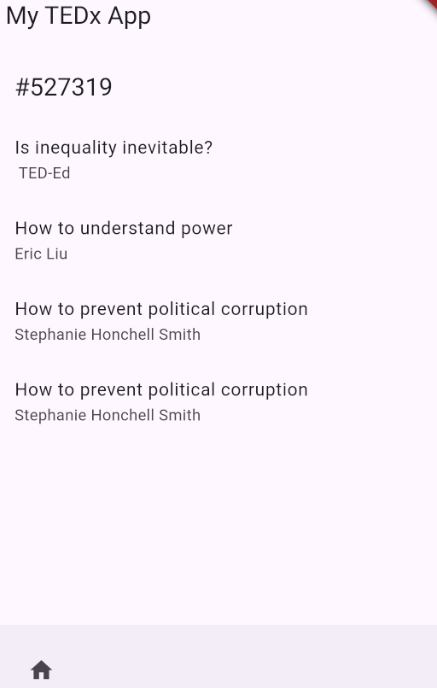 My TEDx App
#527319
Is inequality inevitable?
TED-Ed
How to understand power
Eric Liu
How to prevent political corruption
Stephanie Honchell Smith
How to prevent political corruption
Stephanie Honchell Smith